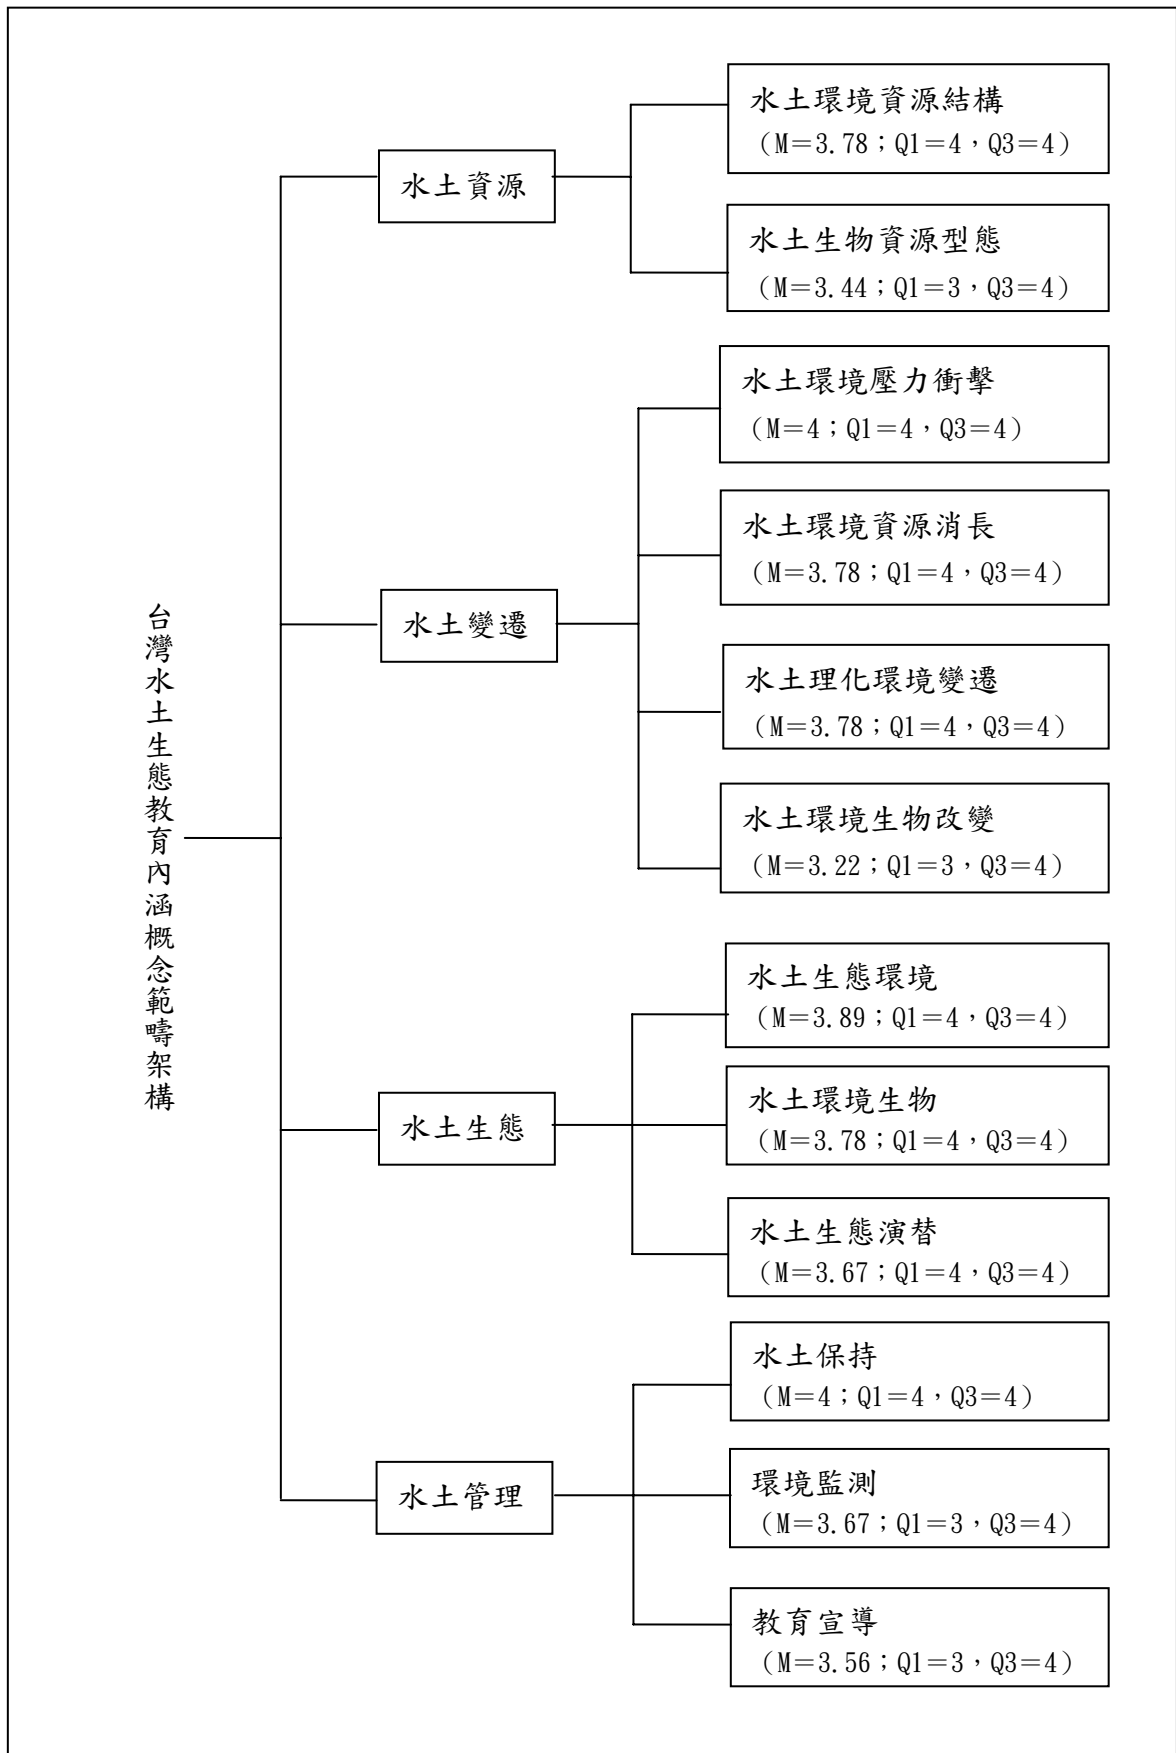 台灣水土生態教育內涵概念範疇架構
水土資源
水土環境資源結構
（M＝3.78；Q1＝4，Q3＝4）
水土生物資源型態
（M＝3.44；Q1＝3，Q3＝4）
水土變遷
水土環境壓力衝擊
（M＝4；Q1＝4，Q3＝4）
水土環境資源消長
（M＝3.78；Q1＝4，Q3＝4）
水土理化環境變遷
（M＝3.78；Q1＝4，Q3＝4）
水土環境生物改變
（M＝3.22；Q1＝3，Q3＝4）
水土生態
水土生態環境
（M＝3.89；Q1＝4，Q3＝4）
水土環境生物
（M＝3.78；Q1＝4，Q3＝4）
水土生態演替
（M＝3.67；Q1＝4，Q3＝4）
水土管理
水土保持
（M＝4；Q1＝4，Q3＝4）
環境監測
（M＝3.67；Q1＝3，Q3＝4）
教育宣導
（M＝3.56；Q1＝3，Q3＝4）